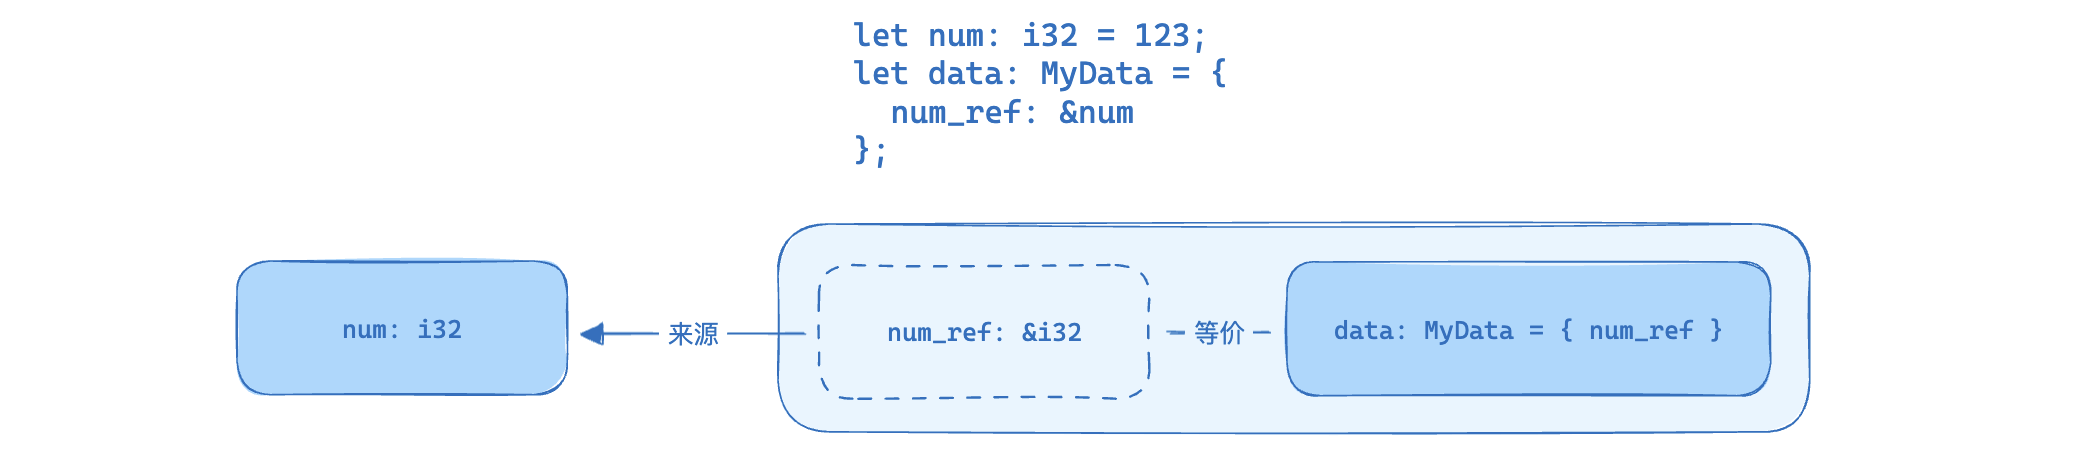 let num: i32 = 123;
let data: MyData = {
  num_ref: &num
};
num: i32
来源
num_ref: &i32
等价
data: MyData = { num_ref }